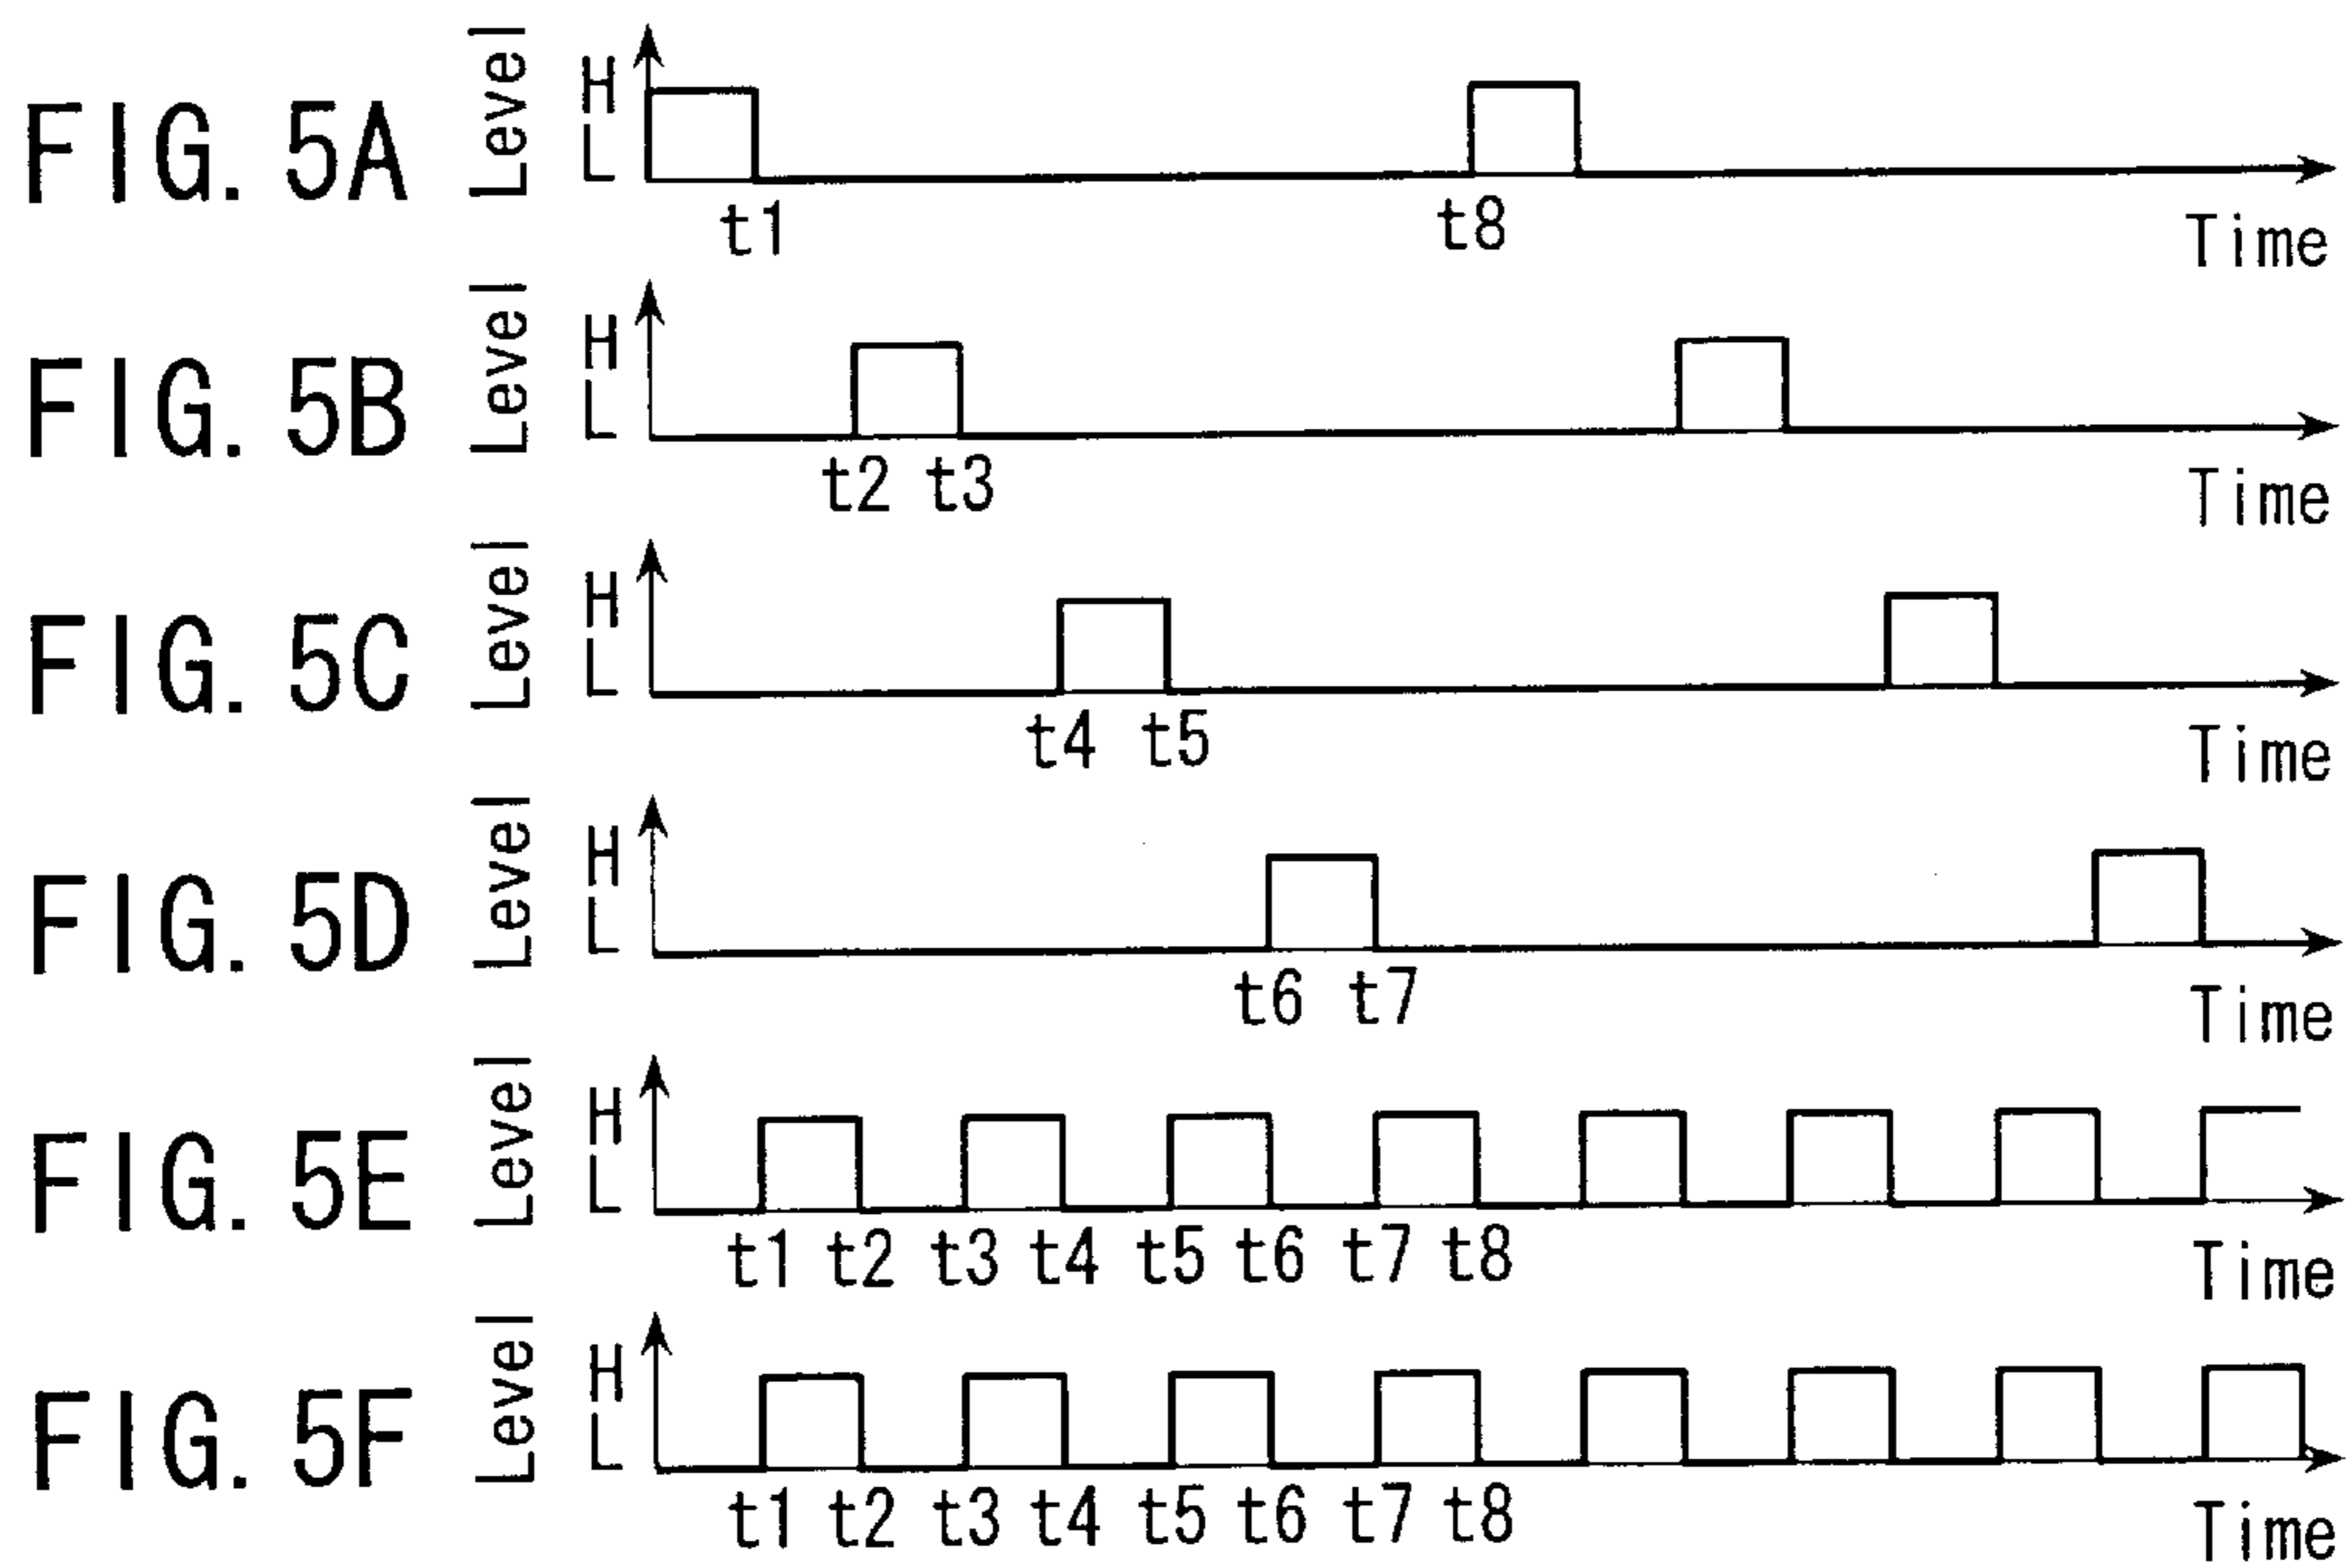 FIG. 5A
Level
H
L
t1 t8
Time
FIG. 5B
Level
H
L
t2 t3
Time
FIG. 5C
Level
H
L
t4 t5
Time
FIG. 5D
Level
H
L
t6 t7
Time
FIG. 5E
Level
H
L
t1 t2 t3 t4 t5 t6 t7 t8
Time
FIG. 5F
Level
H
L
t1 t2 t3 t4 t5 t6 t7 t8
Time